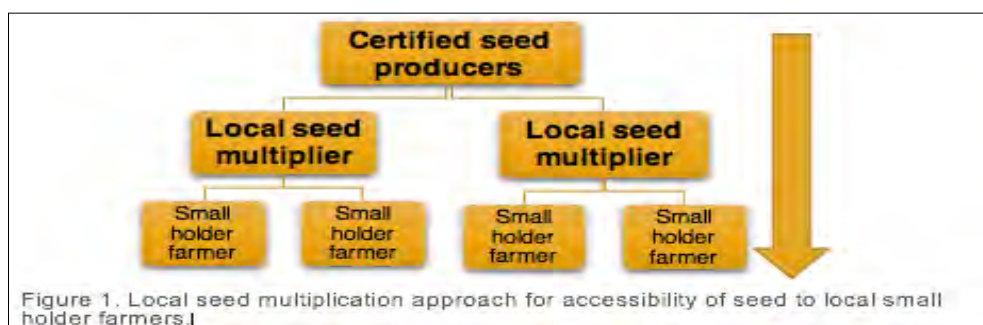 Certified seed
producers
Local seed
multiplier
Local seed
multiplier
Small
holder
farmer
Small
holder
farmer
Small
holder
farmer
Small
holder
farmer
Figure 1. Local seed multiplication approach for accessibility of seed to local small
holder farmers.